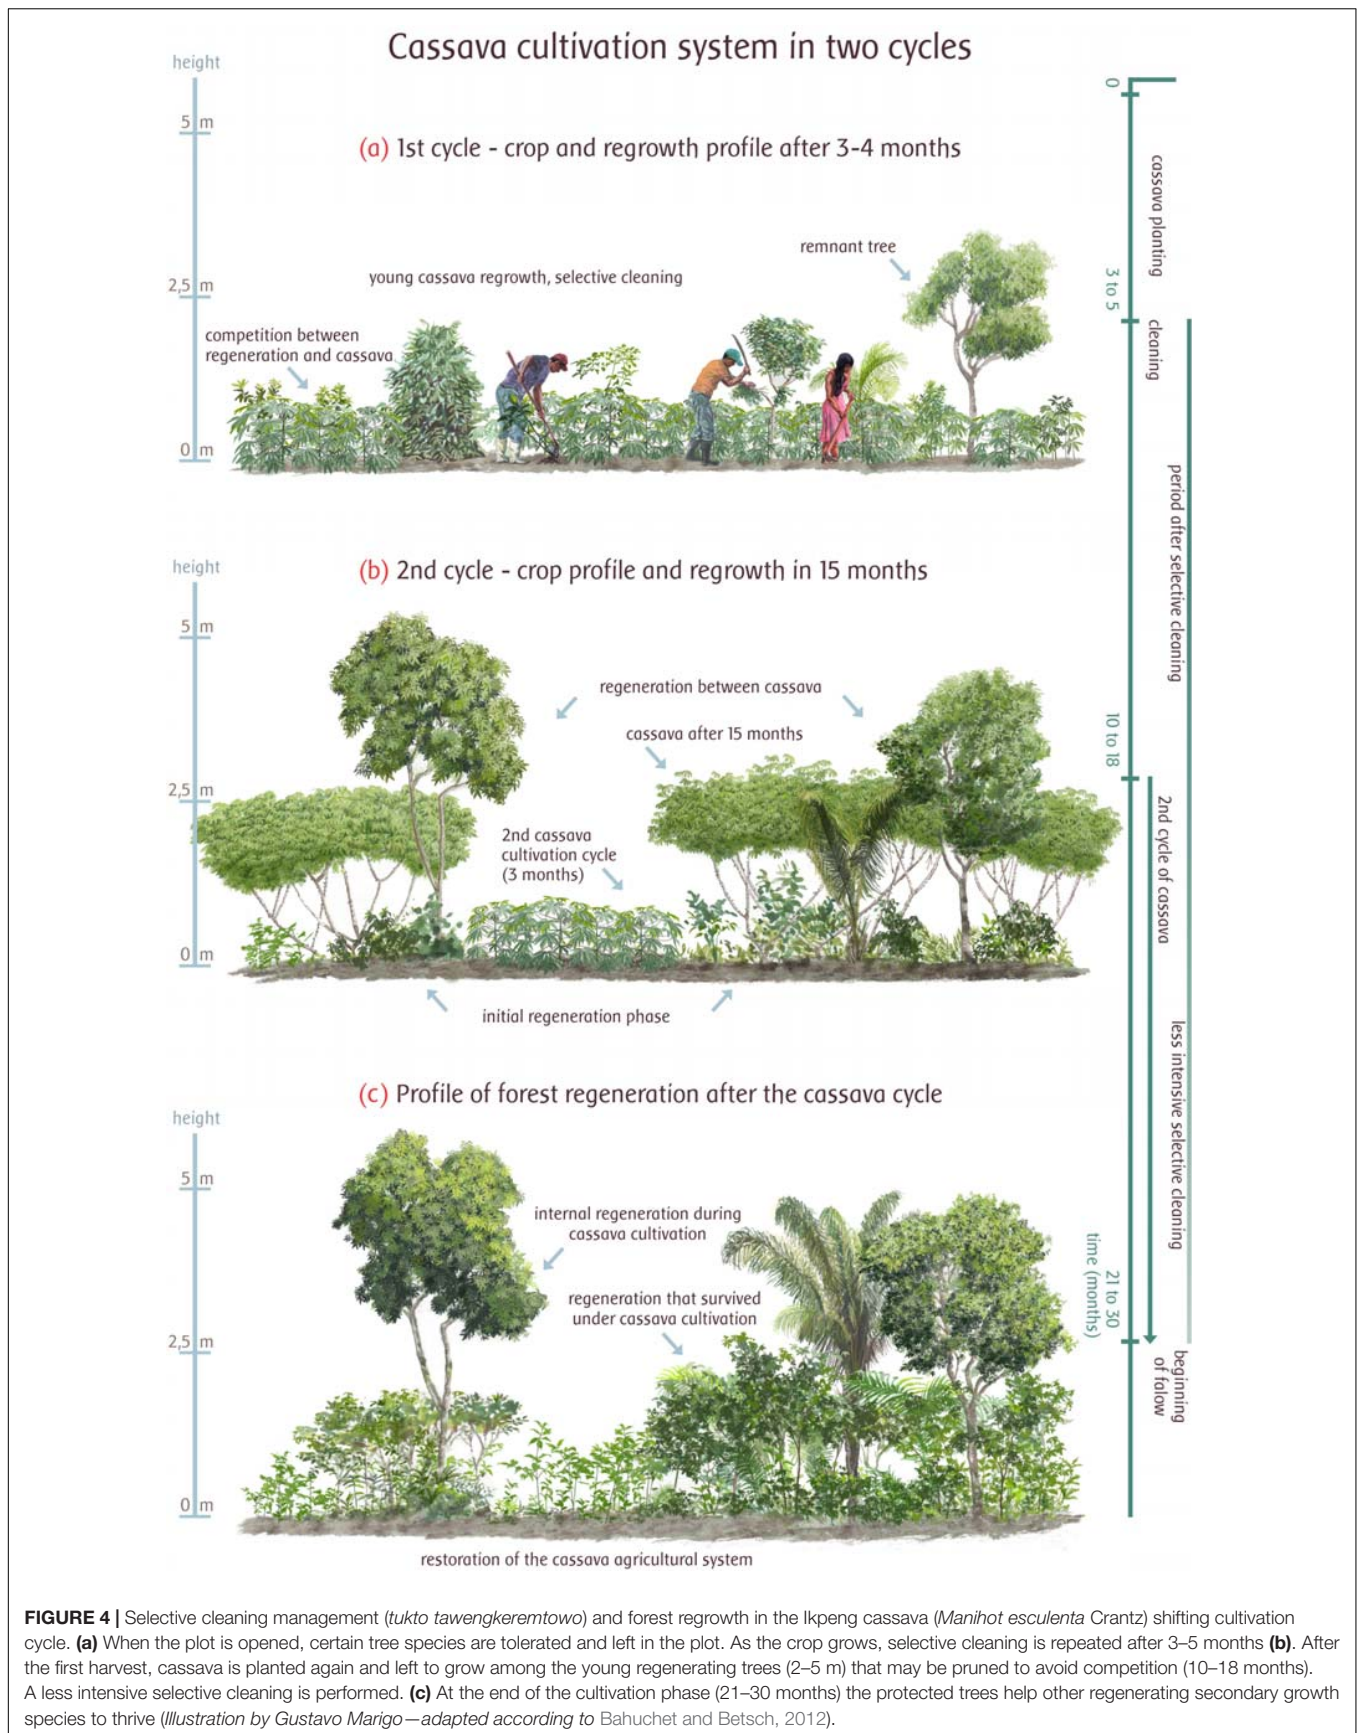 Cassava cultivation system in two cycles
height
5 m
(a) 1st cycle - crop and regrowth profile after 3-4 months
remnant tree
young cassava regrowth, selective cleaning
2,5 m
competition between
regeneration and cassava
0 m
height
(b) 2nd cycle - crop profile and regrowth in 15 months
5 m
regeneration between cassava
cassava after 15 months
2,5 m
2nd cassava
cultivation cycle
(3 months)
0 m
initial regeneration phase
(c) Profile of forest regeneration after the cassava cycle
height
5 m
internal regeneration during
cassava cultivation
regeneration that survived
under cassava cultivation
2,5 m
0 m
restoration of the cassava agricultural system
0
cassava planting
3 to 5
cleaning
period after selective cleaning
10 to 18
2nd cycle of cassava
less intensive selective cleaning
21 to 30
time (months)
beginning
of falow
FIGURE 4 | Selective cleaning management (tukto tawengkeremtowo) and forest regrowth in the Ikpeng cassava (Manihot esculenta Crantz) shifting cultivation
cycle. (a) When the plot is opened, certain tree species are tolerated and left in the plot. As the crop grows, selective cleaning is repeated after 3–5 months (b). After
the first harvest, cassava is planted again and left to grow among the young regenerating trees (2–5 m) that may be pruned to avoid competition (10–18 months).
A less intensive selective cleaning is performed. (c) At the end of the cultivation phase (21–30 months) the protected trees help other regenerating secondary growth
species to thrive (Illustration by Gustavo Marigo—adapted according to Bahuchet and Betsch, 2012).